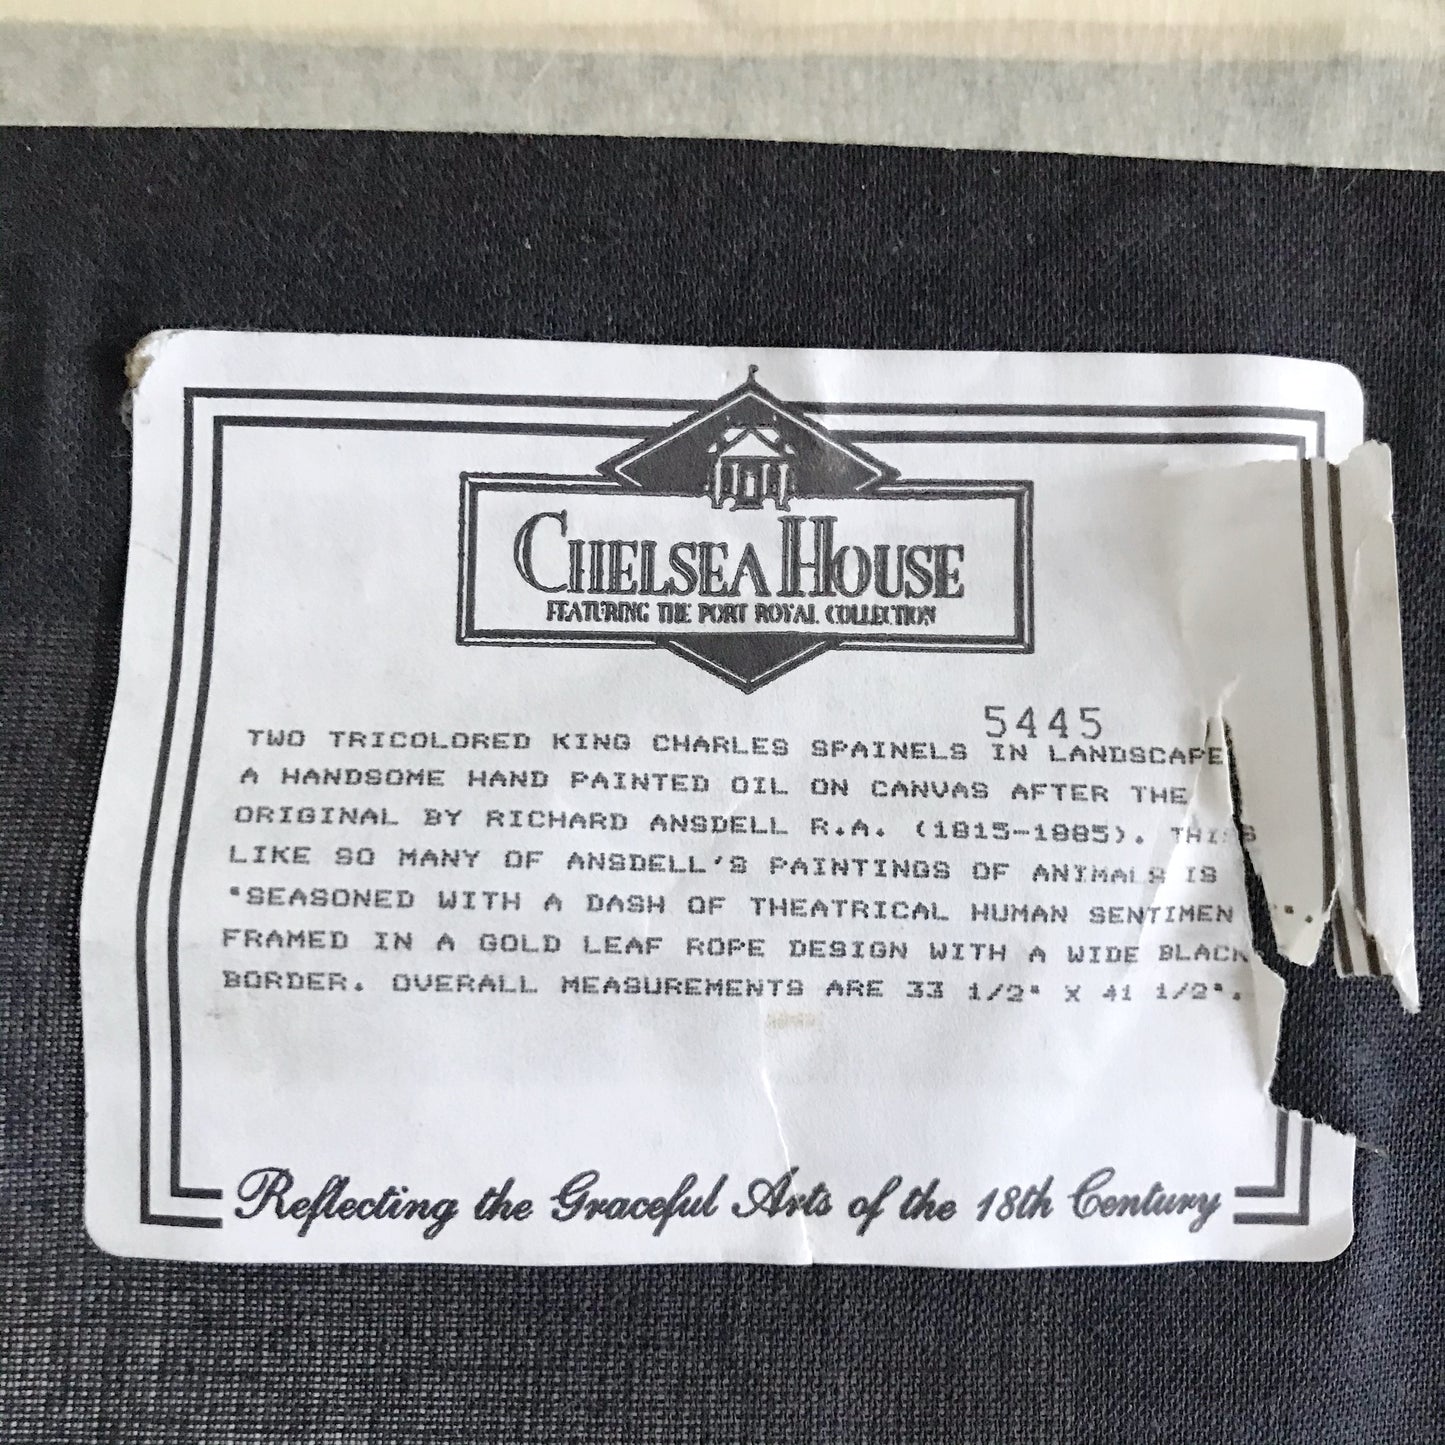 CHELSEA HOUSE
FEATURING THE PORT ROYAL COLLECTION
5445
TWO TRICOLORED KING CHARLES SPAINELS IN LANDSCAPE
A HANDSOME HAND PAINTED OIL ON CANVAS AFTER THE
ORIGINAL BY RICHARD ANSDELL R.A. (1815-1885). THIS
LIKE SO MANY OF ANSDELL'S PAINTINGS OF ANIMALS IS
"SEASONED WITH A DASH OF THEATRICAL HUMAN SENTIMENT".
FRAMED IN A GOLD LEAF ROPE DESIGN WITH A WIDE BLACK
BORDER. OVERALL MEASUREMENTS ARE 33 1/2" X 41 1/2".
Reflecting the Graceful Arts of the 18th Century